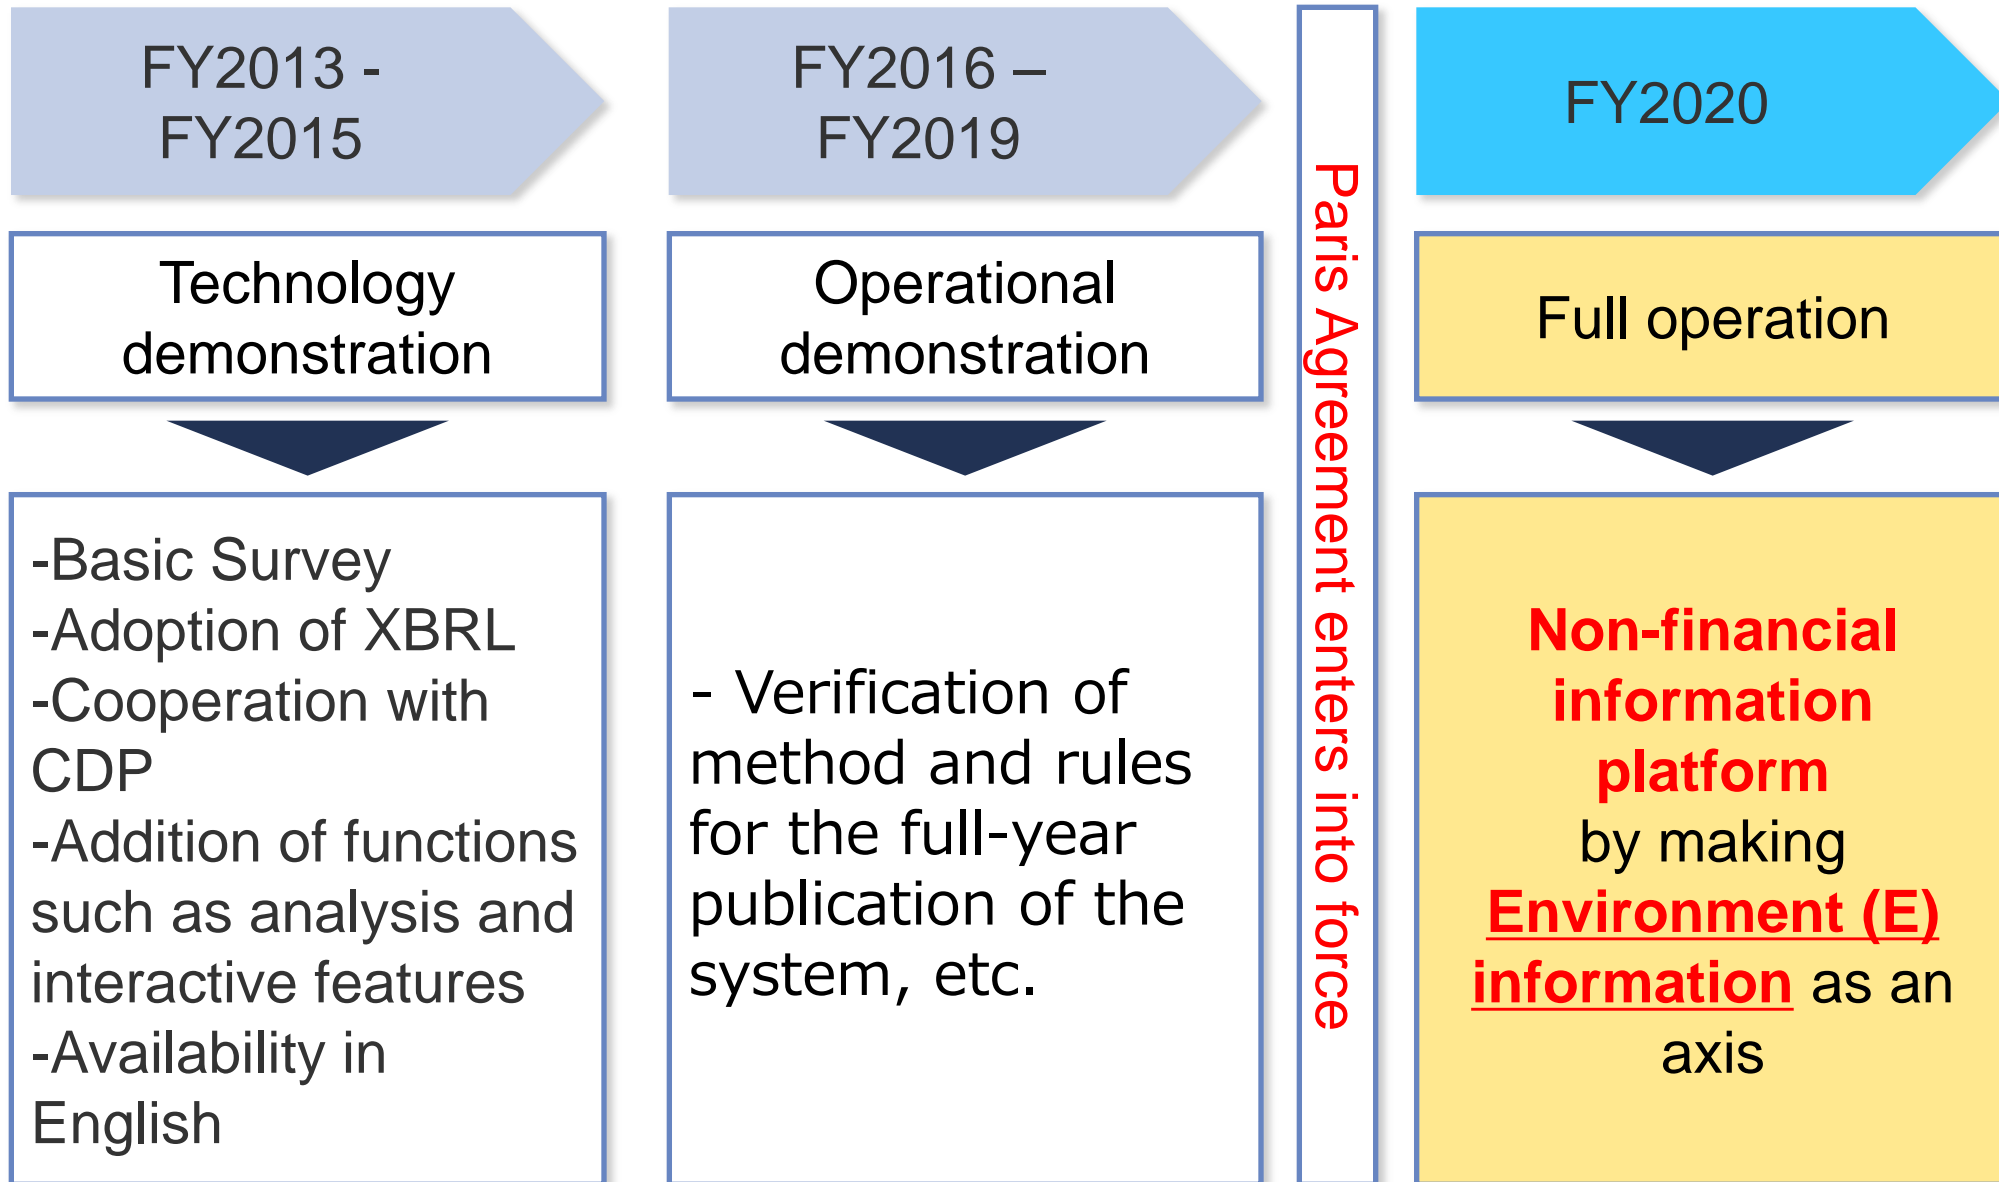 FY2013 -
FY2015
Technology
demonstration
-Basic Survey
-Adoption of XBRL
-Cooperation with
CDP
-Addition of functions
such as analysis and
interactive features
-Availability in
English
FY2016 –
FY2019
Operational
demonstration
- Verification of
method and rules
for the full-year
publication of the
system, etc.
Paris Agreement enters into force
FY2020
Full operation
Non-financial
information
platform
by making
Environment (E)
information as an
axis